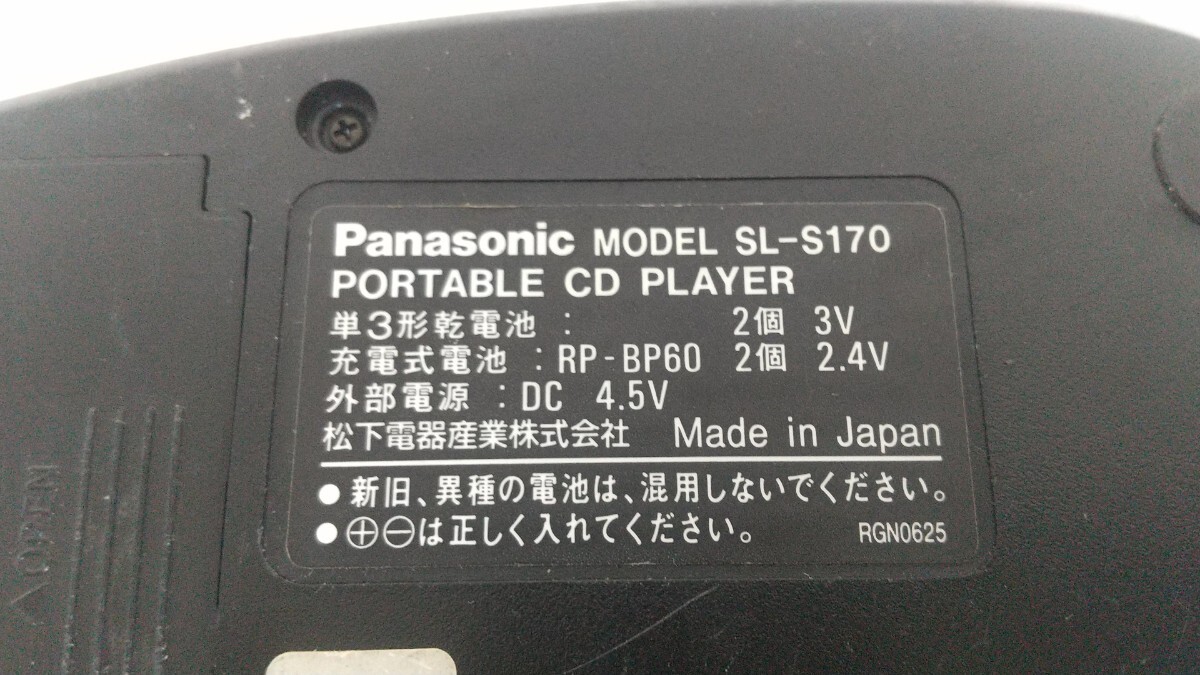 Panasonic MODEL SL-S170
PORTABLE CD PLAYER
単3形乾電池 : 2個 3V
充電式電池 : RP-BP60 2個 2.4V
外部電源 : DC 4.5V
松下電器産業株式会社 Made in Japan
●新旧、異種の電池は、混用しないでください。
●⊕⊖は正しく入れてください。 RGN0625
OPEN